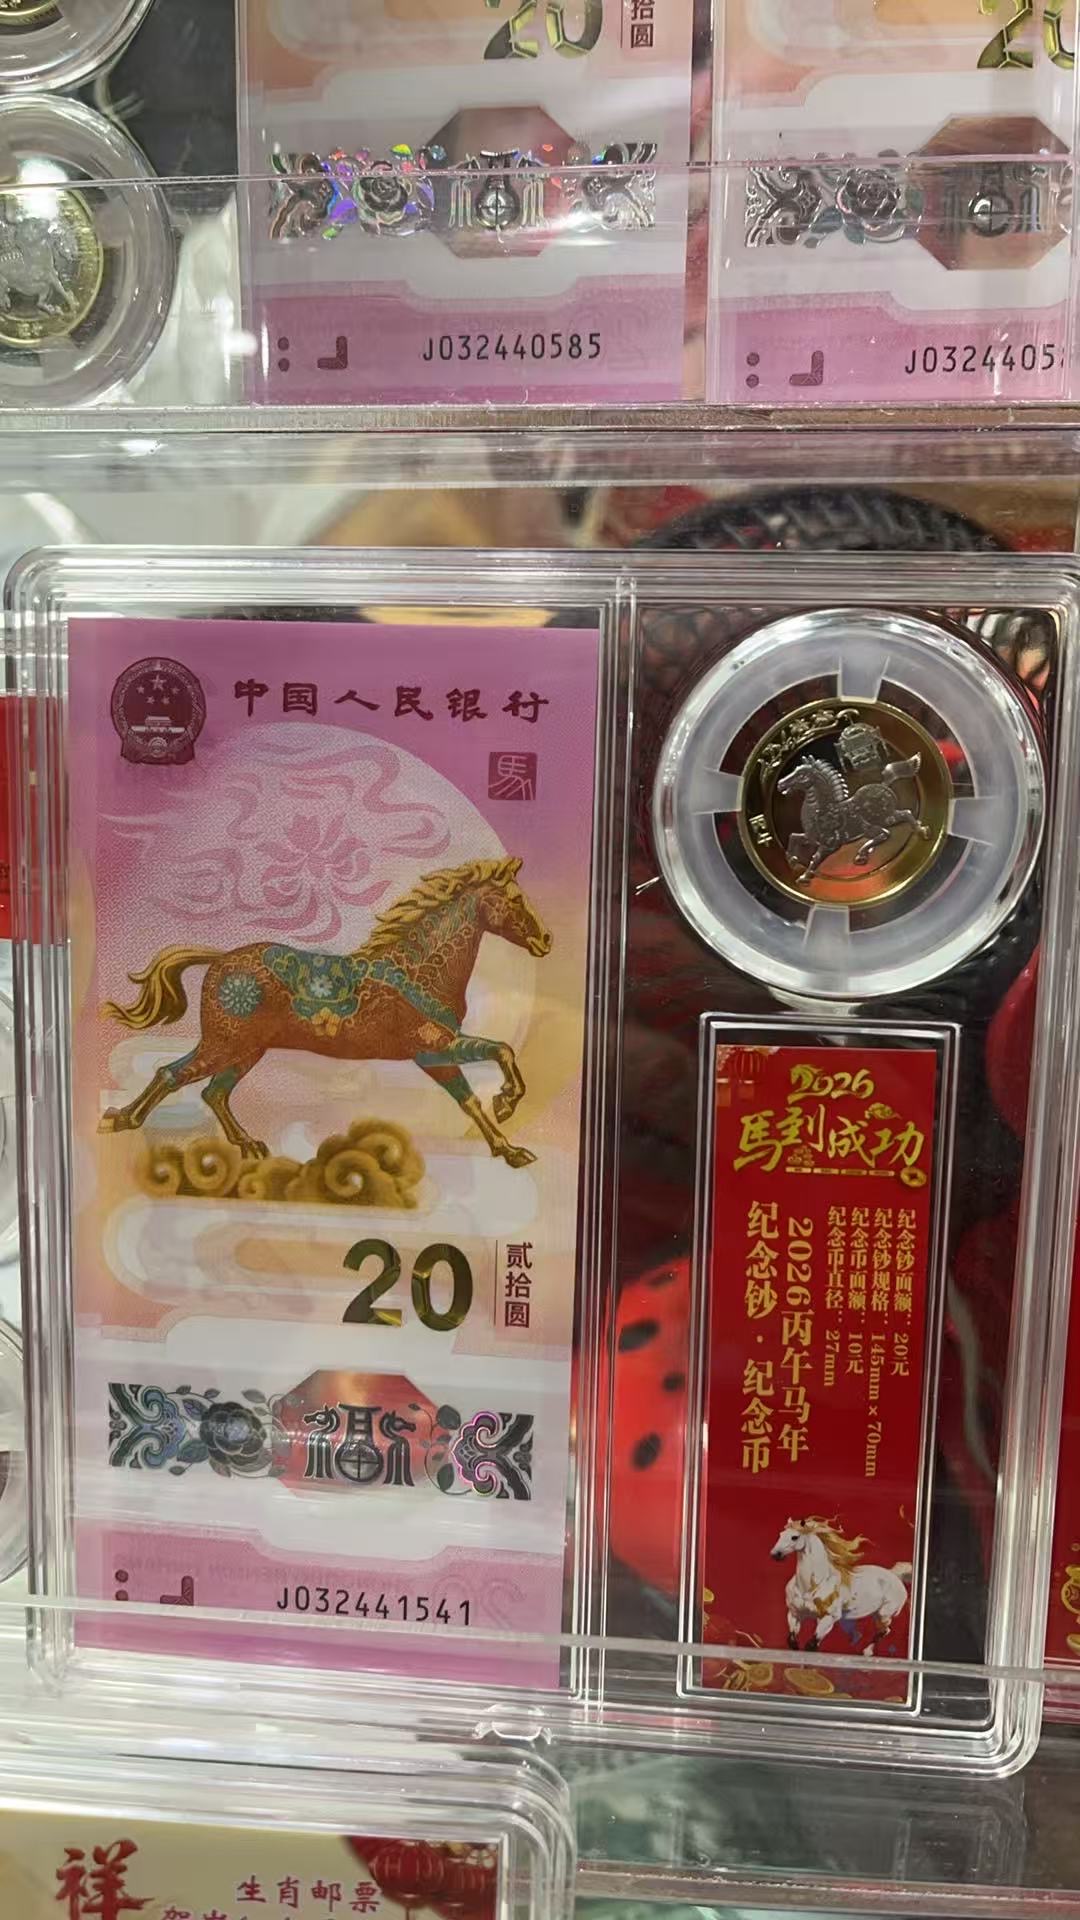 20
拾圆
20
J032440585
J0324405
中国人民银行
馬
20
贰拾圆
J032441541
2026
馬到成功
纪念钞面额：20元
纪念钞规格：145mm×70mm
纪念币面额：10元
纪念币直径：27mm
2026丙午马年
纪念钞·纪念币
祥
生肖邮票